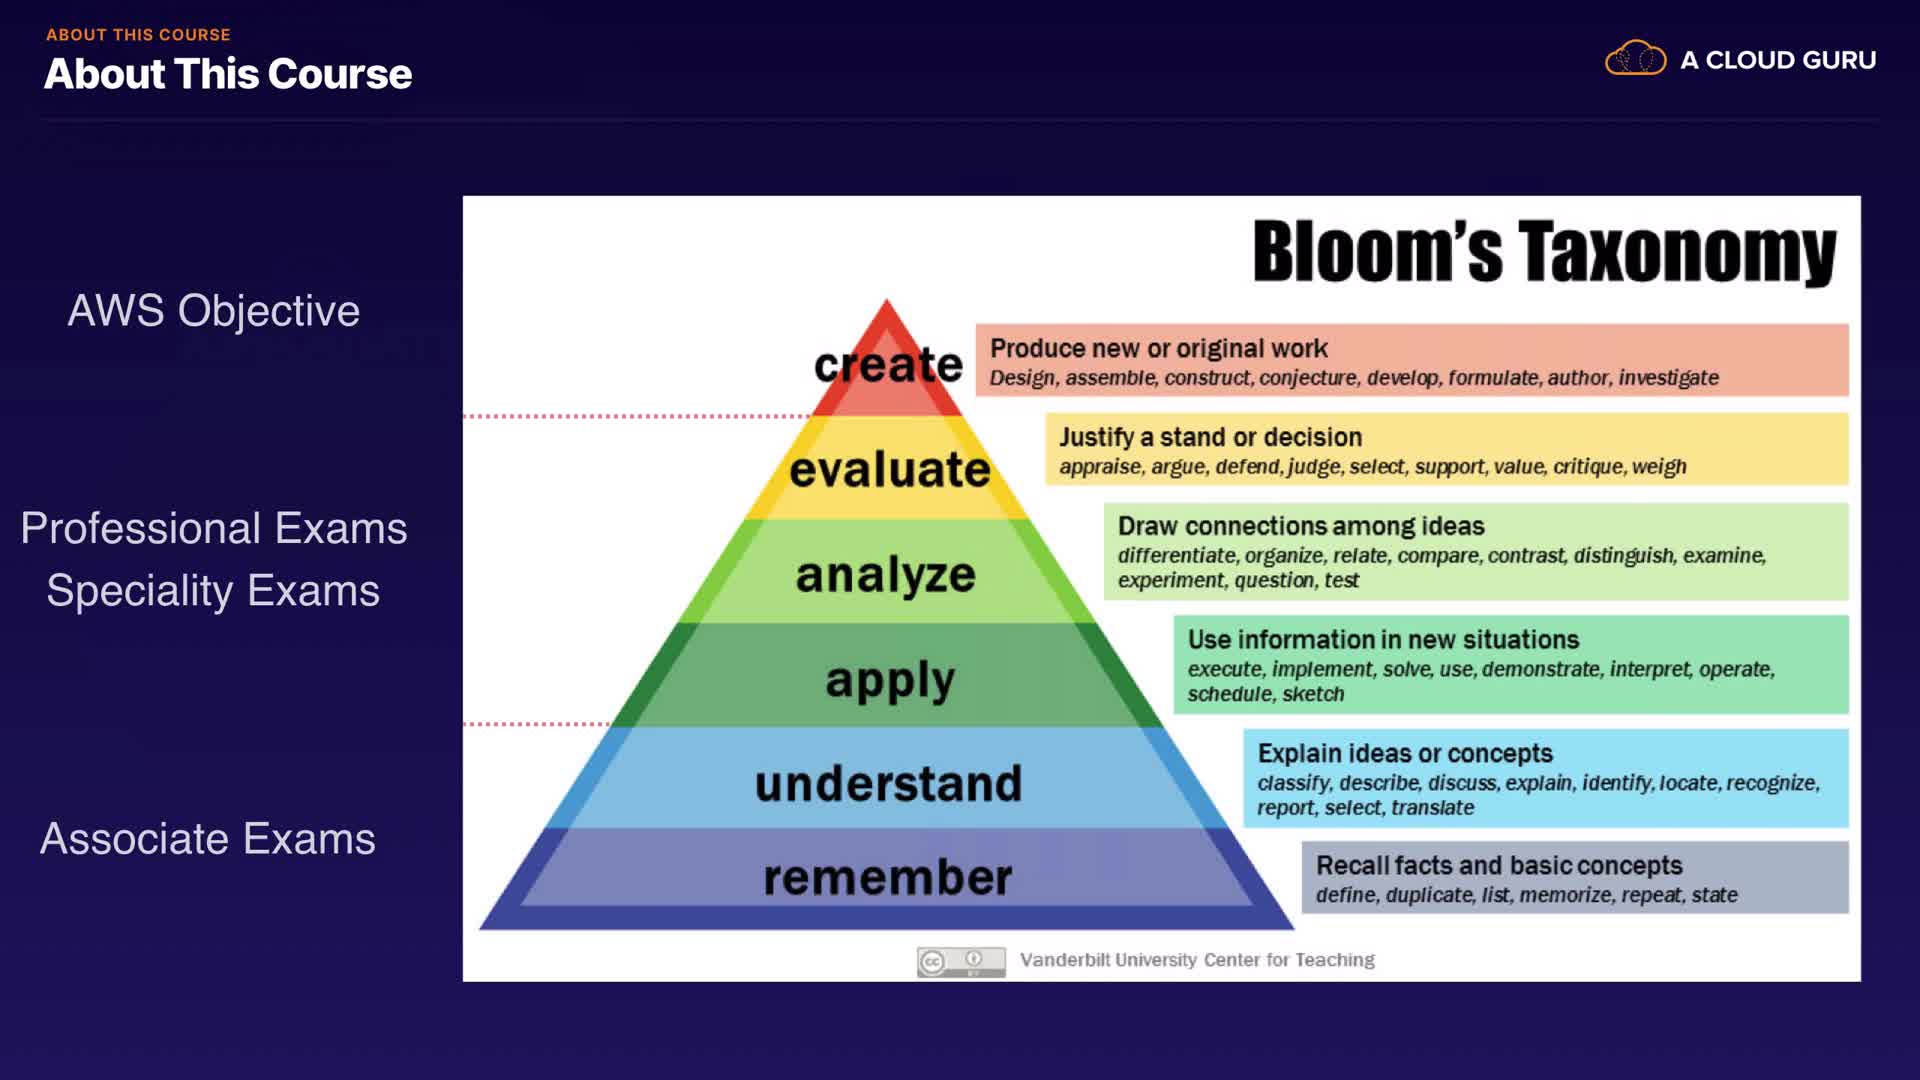 ABOUT THIS COURSE
About This Course
A CLOUD GURU
AWS Objective
Professional Exams
Speciality Exams
Associate Exams
Bloom's Taxonomy
create
Produce new or original work
Design, assemble, construct, conjecture, develop, formulate, author, investigate
evaluate
Justify a stand or decision
appraise, argue, defend, judge, select, support, value, critique, weigh
analyze
Draw connections among ideas
differentiate, organize, relate, compare, contrast, distinguish, examine,
experiment, question, test
apply
Use information in new situations
execute, implement, solve, use, demonstrate, interpret, operate,
schedule, sketch
understand
Explain ideas or concepts
classify, describe, discuss, explain, identify, locate, recognize,
report, select, translate
remember
Recall facts and basic concepts
define, duplicate, list, memorize, repeat, state
cc
BY
Vanderbilt University Center for Teaching